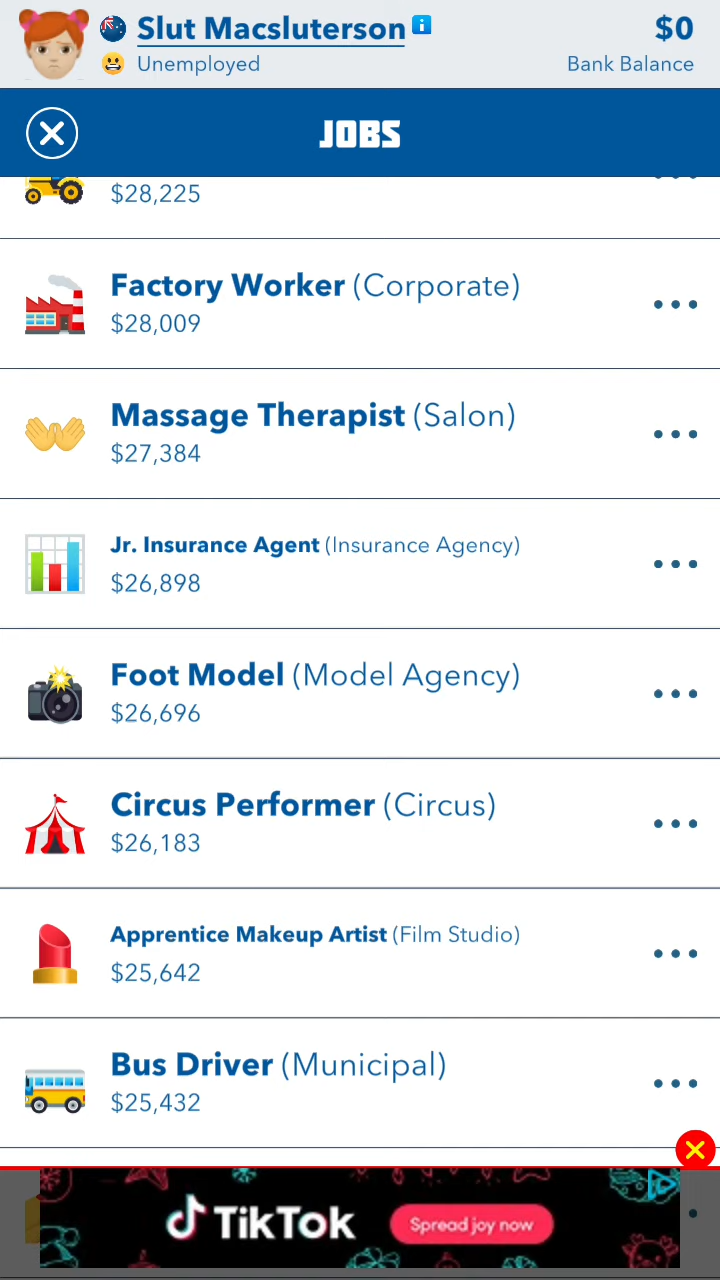 Slut Macsluterson
$0
Unemployed
Bank Balance
JOBS
$28,225
Factory Worker (Corporate)
$28,009
Massage Therapist (Salon)
$27,384
Jr. Insurance Agent (Insurance Agency)
$26,898
Foot Model (Model Agency)
$26,696
Circus Performer (Circus)
$26,183
Apprentice Makeup Artist (Film Studio)
$25,642
Bus Driver (Municipal)
$25,432
TikTok
Spread joy now